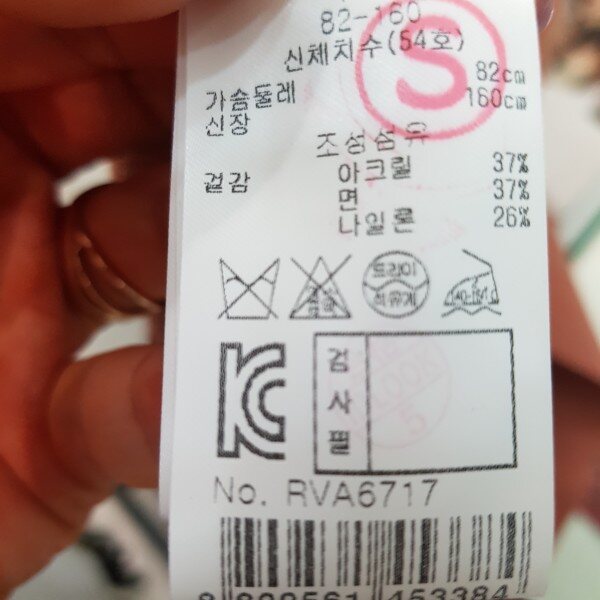 82-160
신체치수(54호)
S
가슴둘레 82cm
신장 160cm
조성섬유
겉감 아크릴 37%
면 37%
나일론 26%
드라이
석유계
검
사
필
No. RVA6717